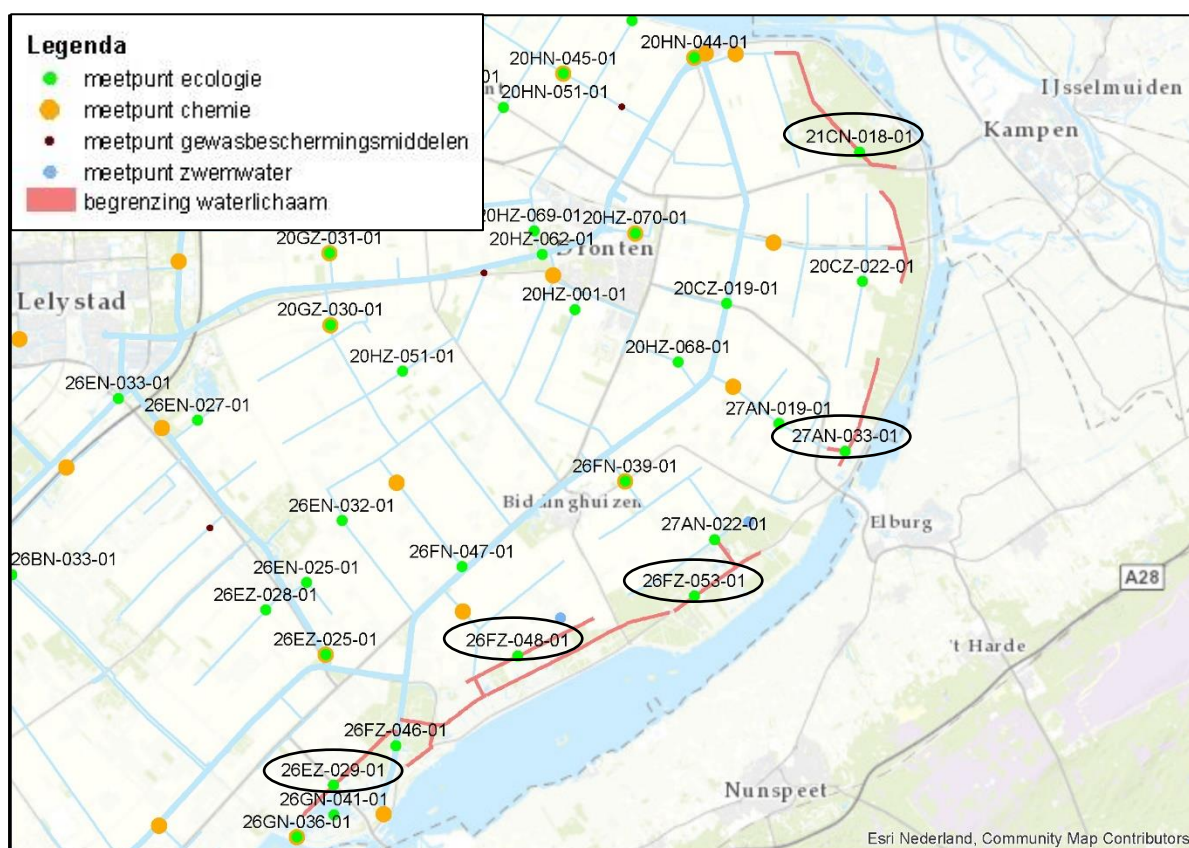 Legenda
meetpunt ecologie
meetpunt chemie
meetpunt gewasbeschermingsmiddelen
meetpunt zwemwater
begrenzing waterlichaam
20HN-044-01
20HN-045-01
20HN-051-01
IJsselmuiden
Kampen
21CN-018-01
20HZ-069-01
20HZ-070-01
20GZ-031-01
20HZ-062-01
Dronten
20CZ-022-01
Lelystad
20HZ-001-01
20CZ-019-01
20GZ-030-01
20HZ-051-01
20HZ-068-01
26EN-033-01
26EN-027-01
27AN-019-01
27AN-033-01
26FN-039-01
Biddinghuizen
26EN-032-01
27AN-022-01
Elburg
26FN-047-01
26BN-033-01
26EN-025-01
26FZ-053-01
A28
26EZ-028-01
26EZ-025-01
26FZ-048-01
't Harde
26FZ-046-01
26EZ-029-01
Nunspeet
26GN-041-01
26GN-036-01
Esri Nederland, Community Map Contributors